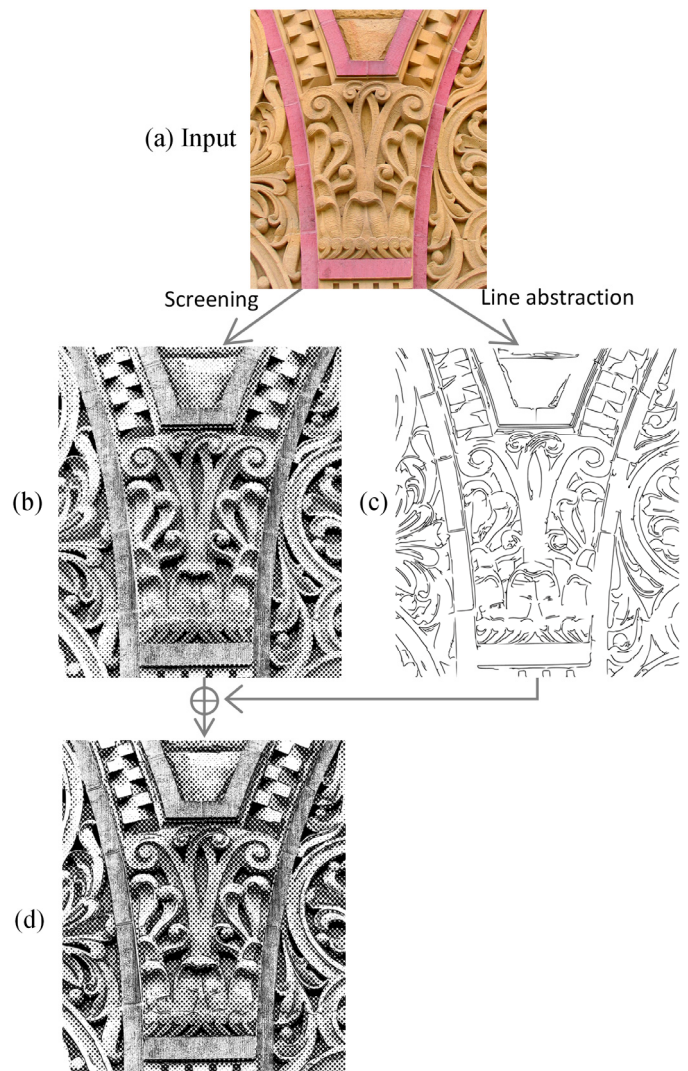 (a) Input
Screening
Line abstraction
(b)
(c)
(d)